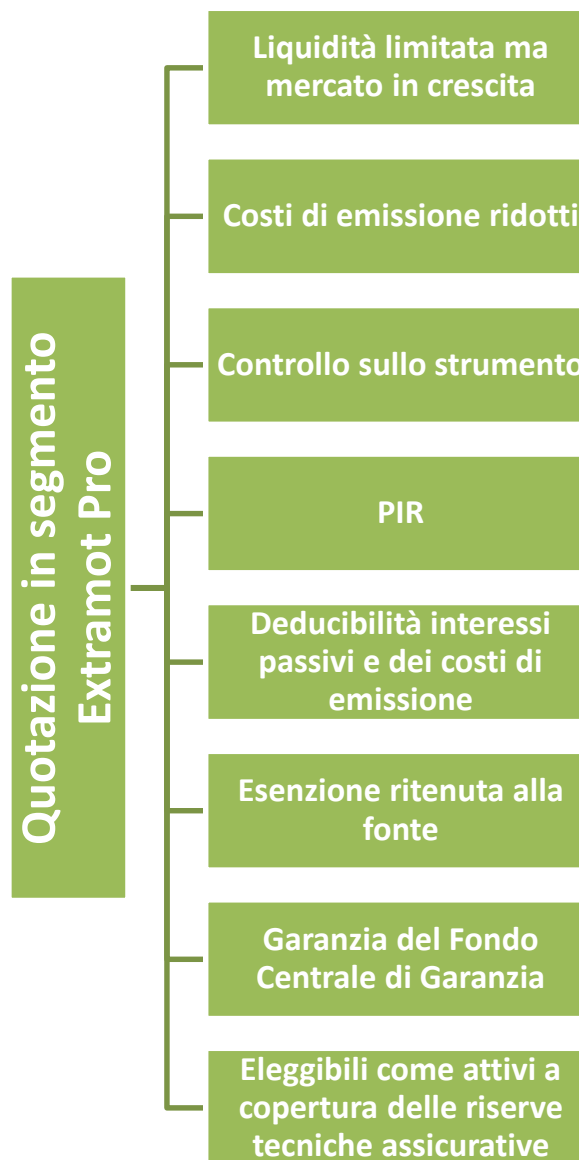 Quotazione in segmento
Extramot Pro
Liquidità limitata ma
mercato in crescita
Costi di emissione ridotti
Controllo sullo strumento
PIR
Deducibilità interessi
passivi e dei costi di
emissione
Esenzione ritenuta alla
fonte
Garanzia del Fondo
Centrale di Garanzia
Eleggibili come attivi a
copertura delle riserve
tecniche assicurative